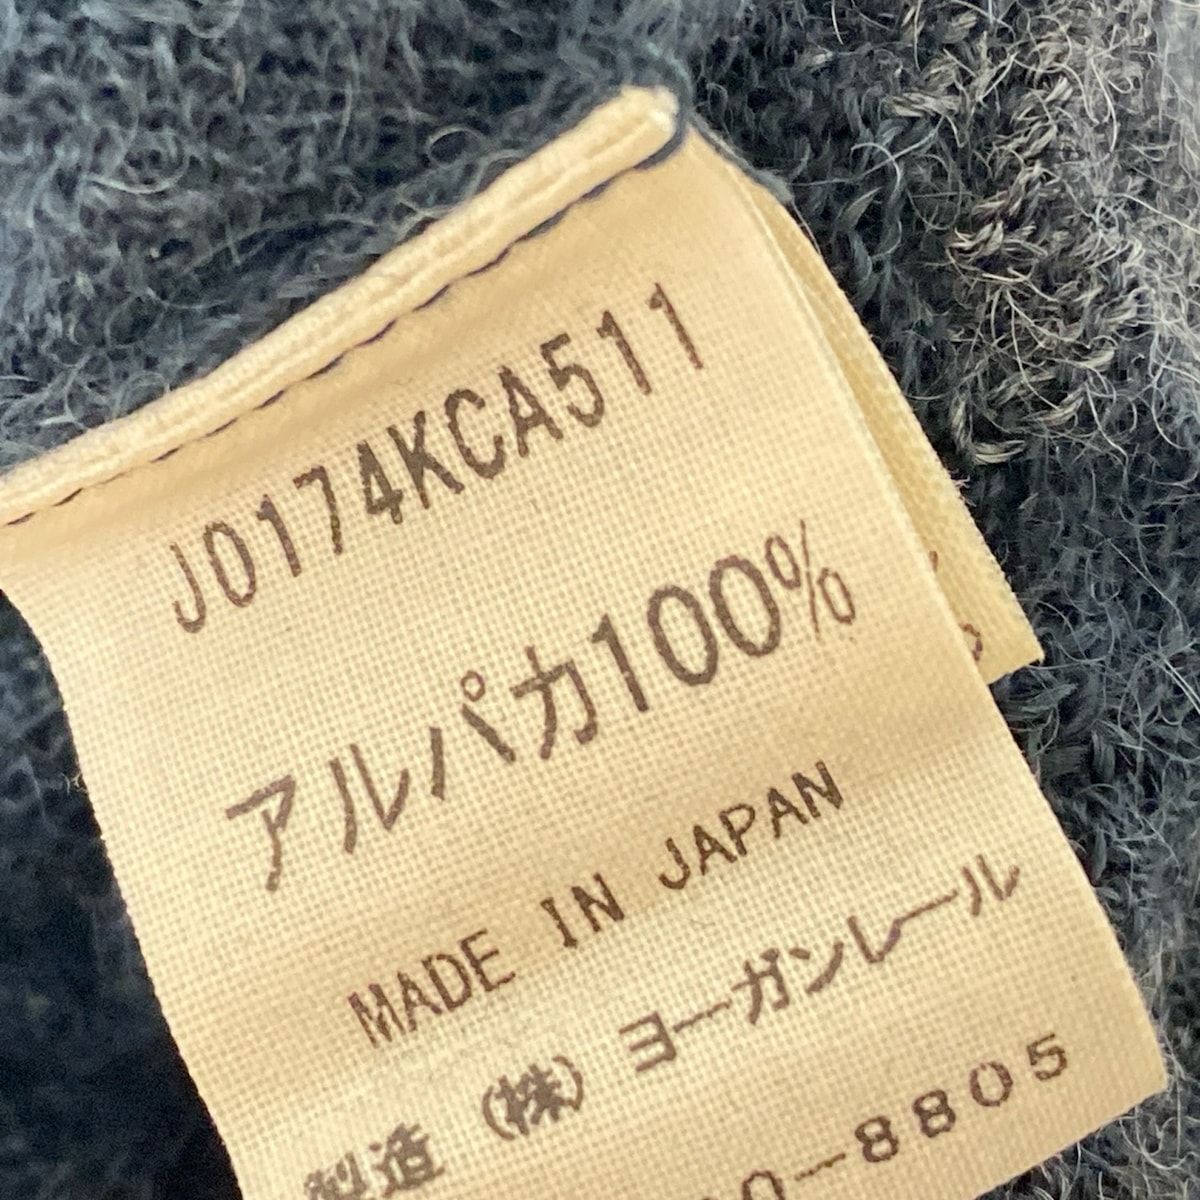 J0174KCA511
アルパカ100%
MADE IN JAPAN
製造 (株) ヨーガンレール
0-8805